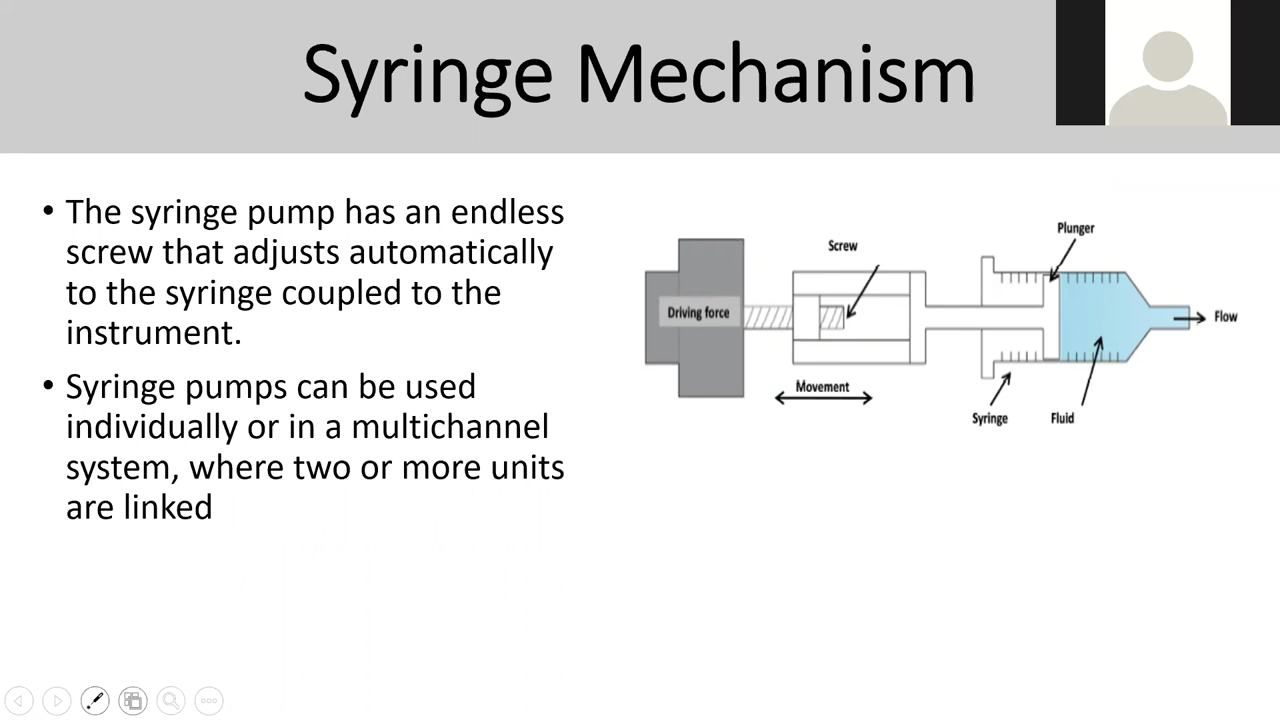 Syringe Mechanism
• The syringe pump has an endless
screw that adjusts automatically
to the syringe coupled to the
instrument.
• Syringe pumps can be used
individually or in a multichannel
system, where two or more units
are linked
Plunger
Screw
Driving force
Flow
Movement
Syringe
Fluid